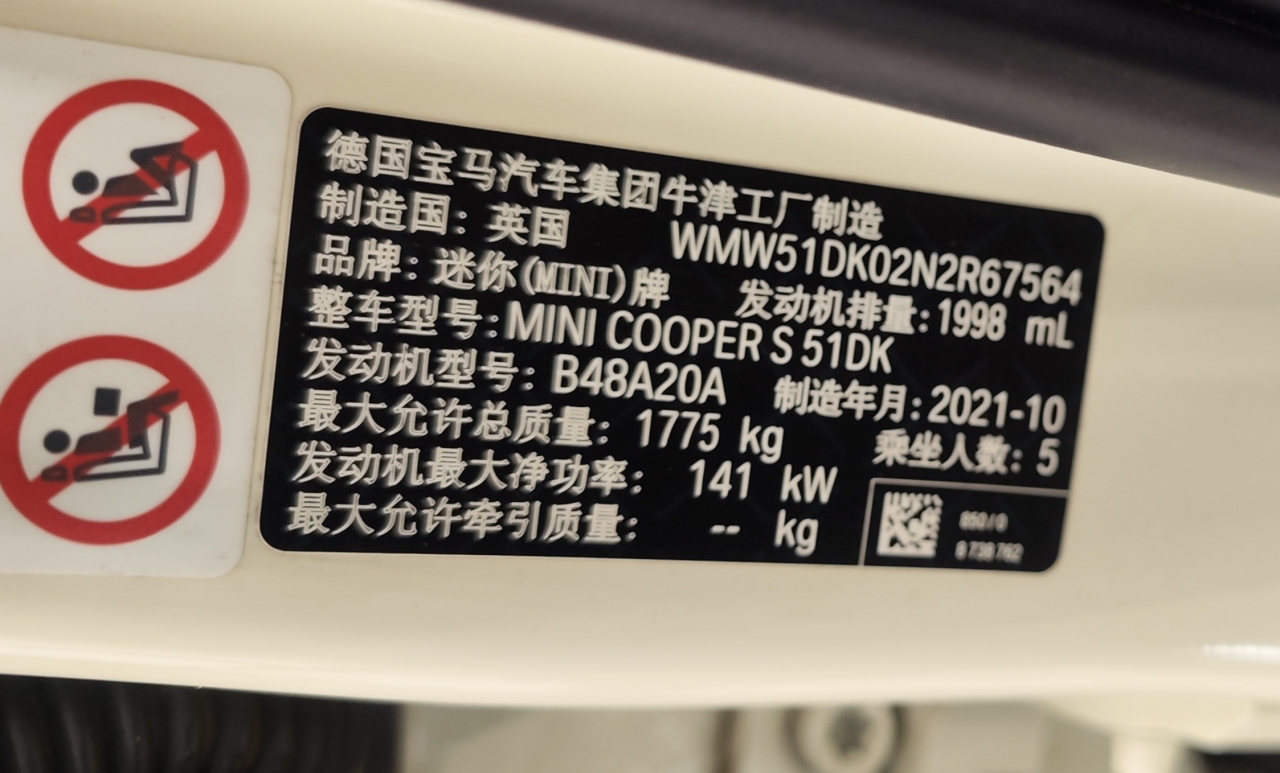 德国宝马汽车集团牛津工厂制造
制造国: 英国 WMW51DK02N2R67564
品牌: 迷你(MINI)牌 发动机排量: 1998 mL
整车型号: MINI COOPER S 51DK
发动机型号: B48A20A 制造年月: 2021-10
最大允许总质量: 1775 kg 乘坐人数: 5
发动机最大净功率: 141 kW
最大允许牵引质量: -- kg
8 738 762